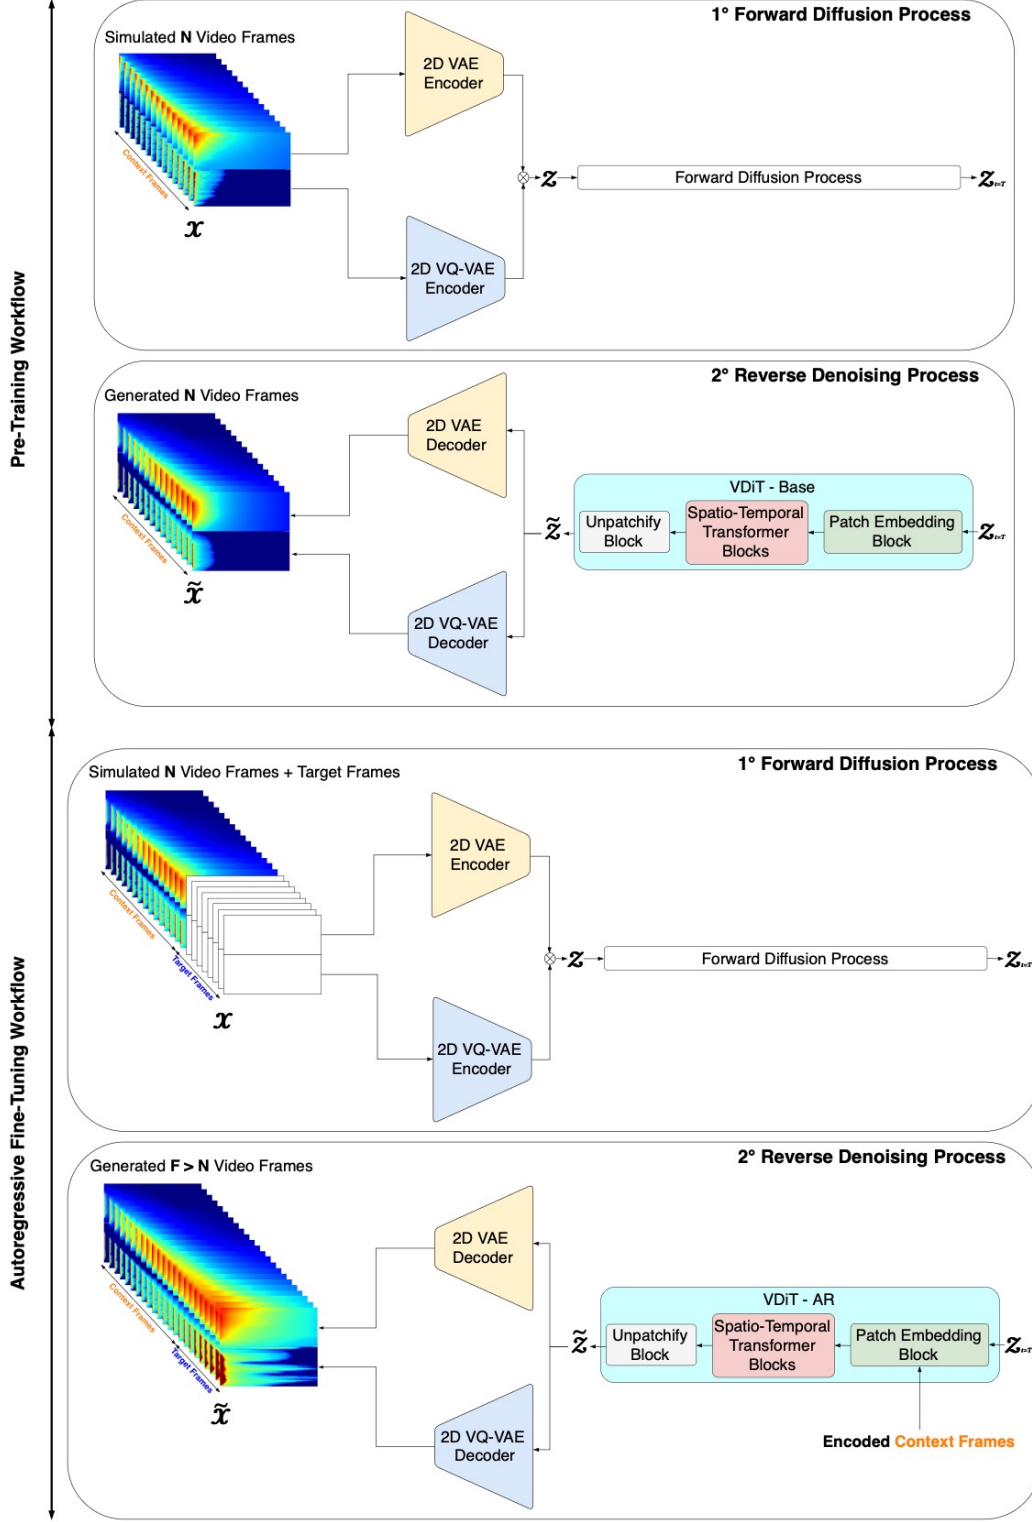 Pre-Training Workflow
1° Forward Diffusion Process
Simulated N Video Frames
Context Frames
𝒳
2D VAE
Encoder
2D VQ-VAE
Encoder
⊗
𝒵
Forward Diffusion Process
𝒵t=T
2° Reverse Denoising Process
Generated N Video Frames
Context Frames
𝒳̃
2D VAE
Decoder
2D VQ-VAE
Decoder
𝒵̃
VDiT - Base
Unpatchify
Block
Spatio-Temporal
Transformer
Blocks
Patch Embedding
Block
𝒵t=T
Autoregressive Fine-Tuning Workflow
1° Forward Diffusion Process
Simulated N Video Frames + Target Frames
Context Frames
Target Frames
𝒳
2D VAE
Encoder
2D VQ-VAE
Encoder
⊗
𝒵
Forward Diffusion Process
𝒵t=T
2° Reverse Denoising Process
Generated F > N Video Frames
Context Frames
Target Frames
𝒳̃
2D VAE
Decoder
2D VQ-VAE
Decoder
𝒵̃
VDiT - AR
Unpatchify
Block
Spatio-Temporal
Transformer
Blocks
Patch Embedding
Block
𝒵t=T
Encoded Context Frames